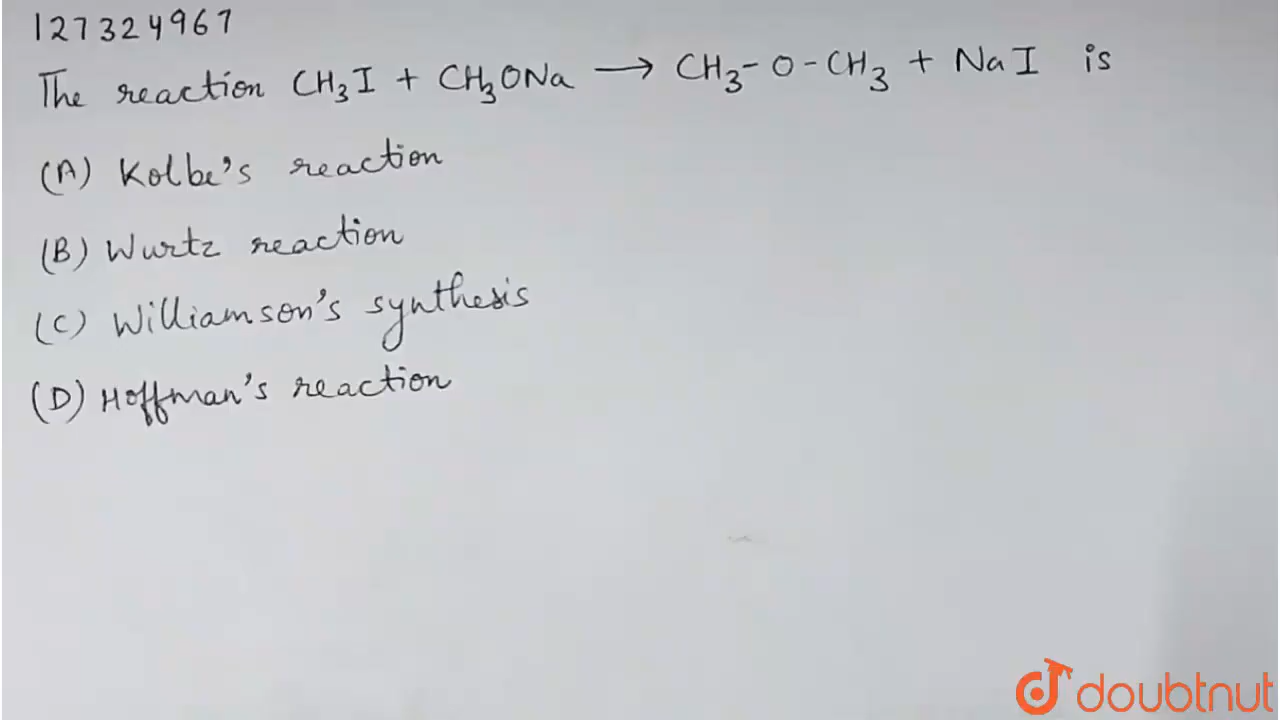 127324967
The reaction CH₃I + CH₃ONa → CH₃-O-CH₃ + NaI is
(A) Kolbe's reaction
(B) Wurtz reaction
(C) Williamson's synthesis
(D) Hoffman's reaction
doubtnut